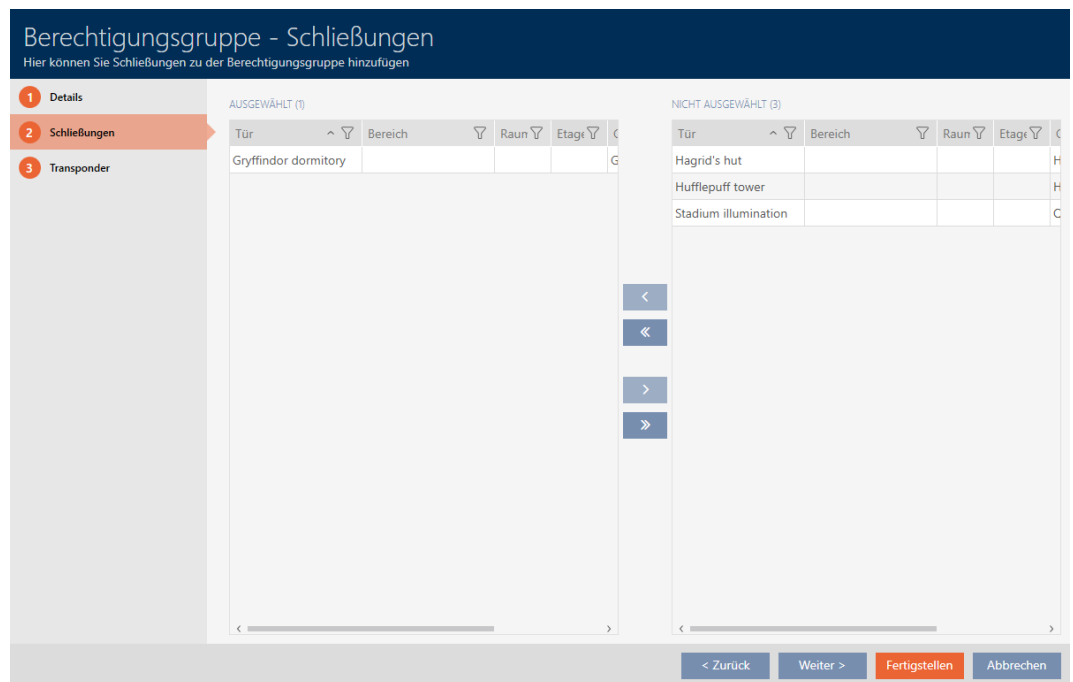 Berechtigungsgruppe - Schließungen
Hier können Sie Schließungen zu der Berechtigungsgruppe hinzufügen
1 Details
2 Schließungen
3 Transponder
AUSGEWÄHLT (1)
Tür Bereich Etage
Gryffindor dormitory
NICHT AUSGEWÄHLT (3)
Tür Bereich Etage
Hagrid's hut
Hufflepuff tower
Stadium illumination
< Zurück
Weiter >
Fertigstellen
Abbrechen